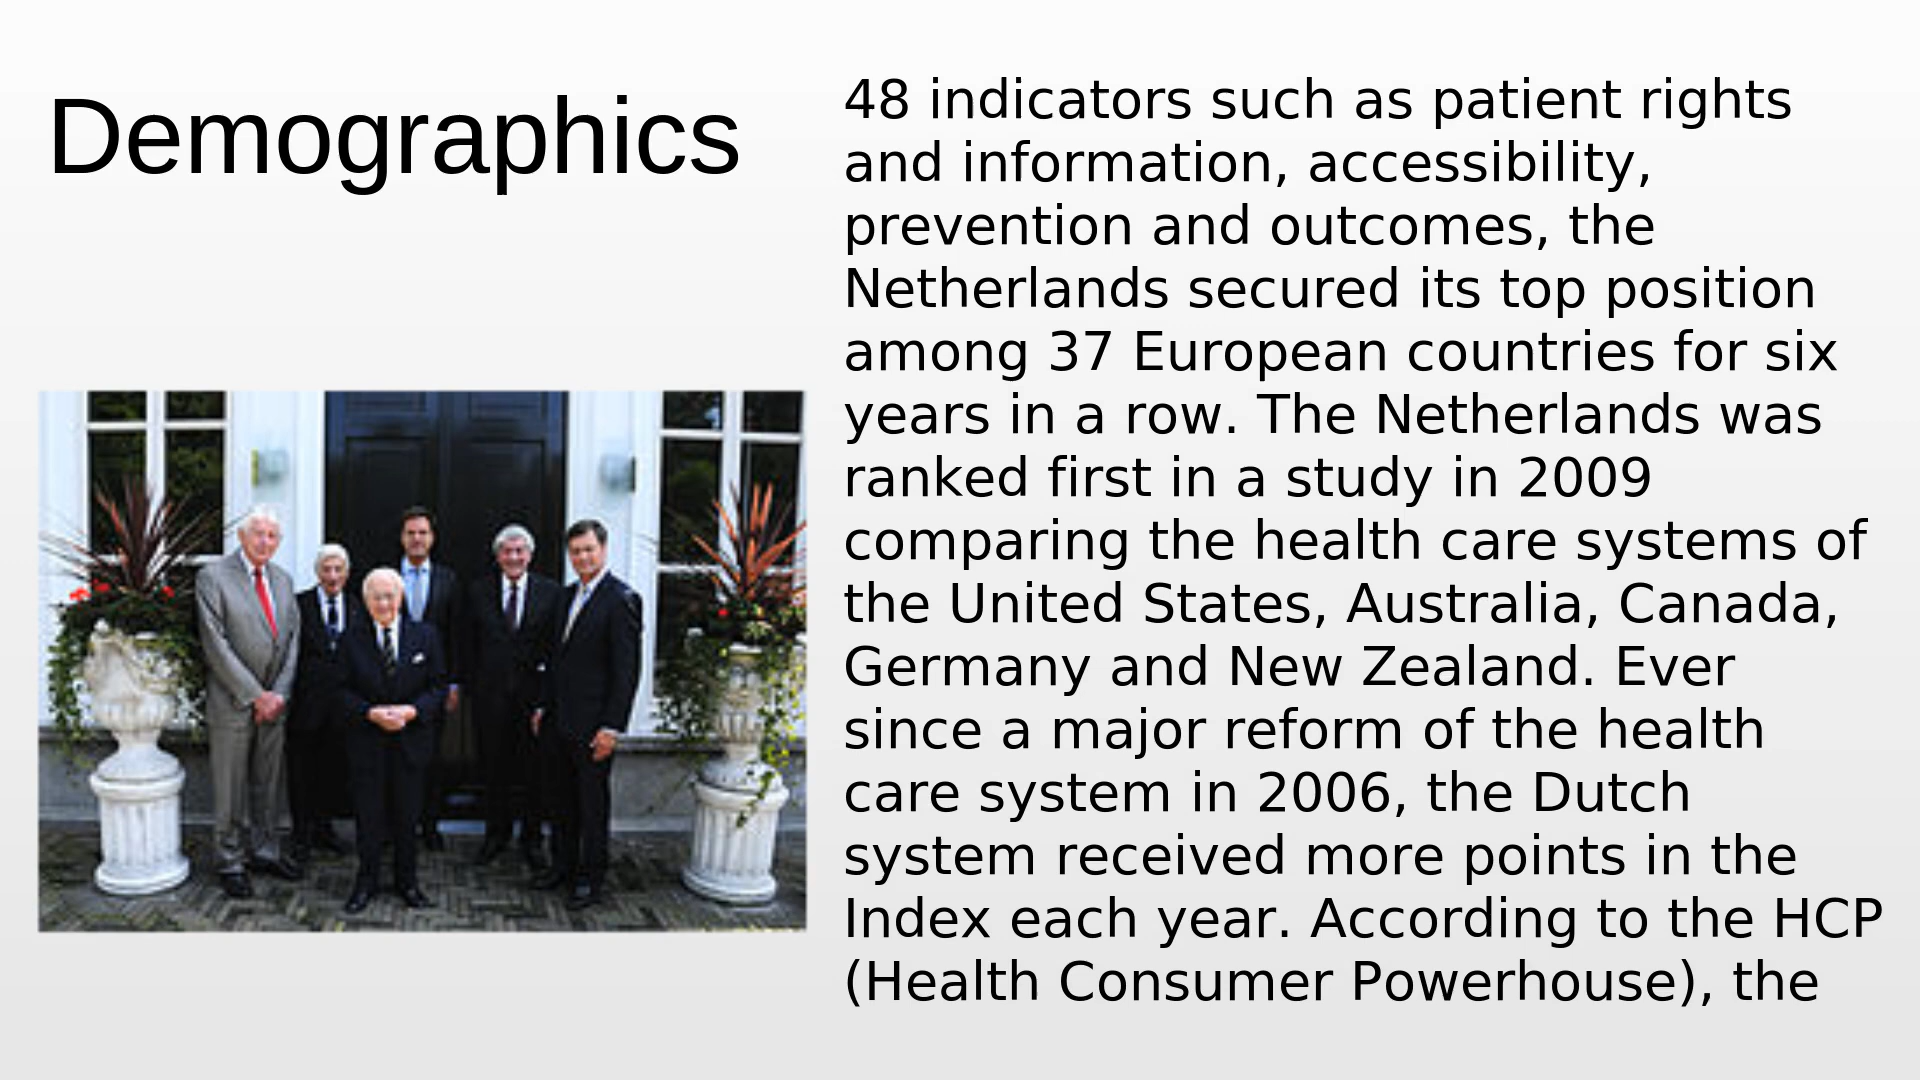 Demographics
48 indicators such as patient rights
and information, accessibility,
prevention and outcomes, the
Netherlands secured its top position
among 37 European countries for six
years in a row. The Netherlands was
ranked first in a study in 2009
comparing the health care systems of
the United States, Australia, Canada,
Germany and New Zealand. Ever
since a major reform of the health
care system in 2006, the Dutch
system received more points in the
Index each year. According to the HCP
(Health Consumer Powerhouse), the